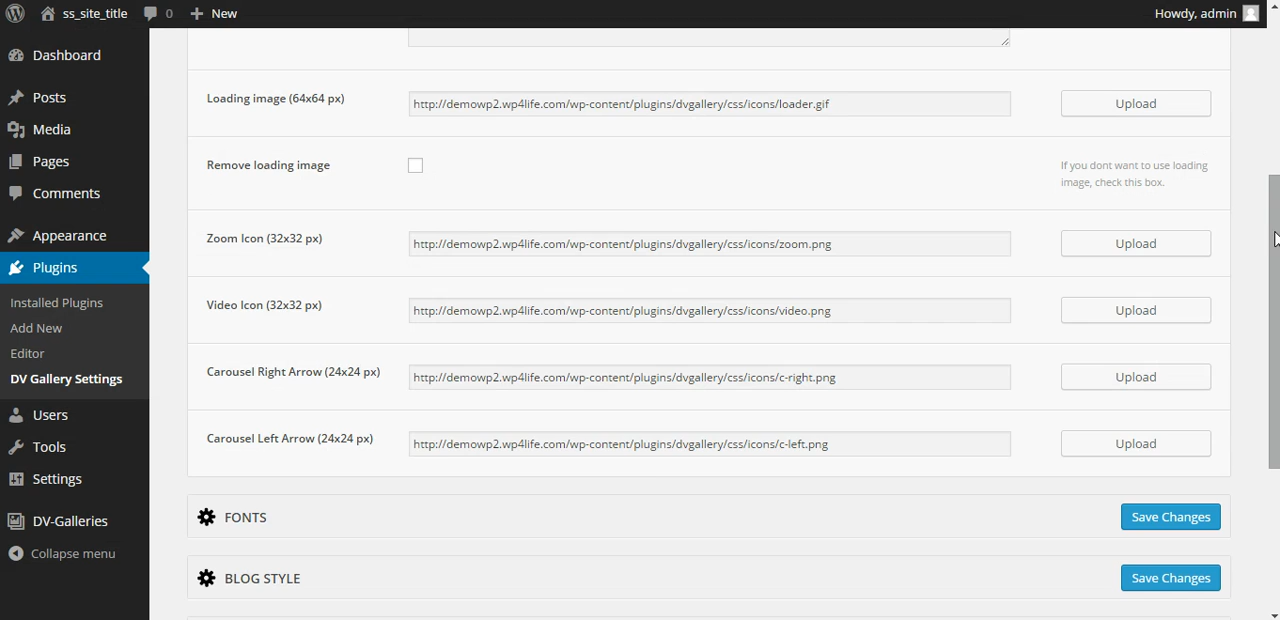 ss_site_title 0 New Howdy, admin
Dashboard
Posts
Media
Pages
Comments
Appearance
Plugins
Installed Plugins
Add New
Editor
DV Gallery Settings
Users
Tools
Settings
DV-Galleries
Collapse menu
Loading image (64x64 px) http://demowp2.wp4life.com/wp-content/plugins/dvgallery/css/icons/loader.gif Upload
Remove loading image If you dont want to use loading
image, check this box.
Zoom Icon (32x32 px) http://demowp2.wp4life.com/wp-content/plugins/dvgallery/css/icons/zoom.png Upload
Video Icon (32x32 px) http://demowp2.wp4life.com/wp-content/plugins/dvgallery/css/icons/video.png Upload
Carousel Right Arrow (24x24 px) http://demowp2.wp4life.com/wp-content/plugins/dvgallery/css/icons/c-right.png Upload
Carousel Left Arrow (24x24 px) http://demowp2.wp4life.com/wp-content/plugins/dvgallery/css/icons/c-left.png Upload
FONTS Save Changes
BLOG STYLE Save Changes